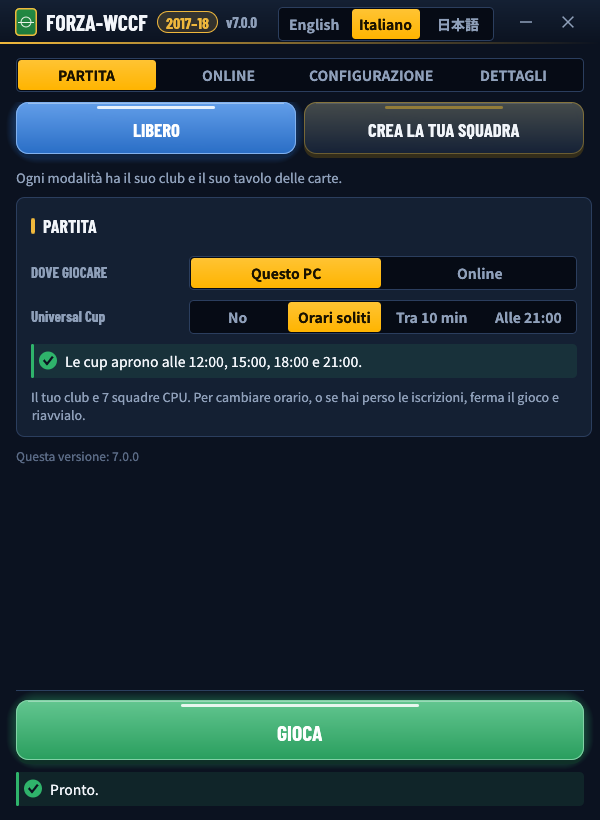 FORZA-WCCF 2017-18 v7.0.0 English Italiano 日本語
PARTITA ONLINE CONFIGURAZIONE DETTAGLI
LIBERO CREA LA TUA SQUADRA
Ogni modalità ha il suo club e il suo tavolo delle carte.
PARTITA
DOVE GIOCARE Questo PC Online
Universal Cup No Orari soliti Tra 10 min Alle 21:00
Le cup aprono alle 12:00, 15:00, 18:00 e 21:00.
Il tuo club e 7 squadre CPU. Per cambiare orario, o se hai perso le iscrizioni, ferma il gioco e
riavvialo.
Questa versione: 7.0.0
GIOCA
Pronto.